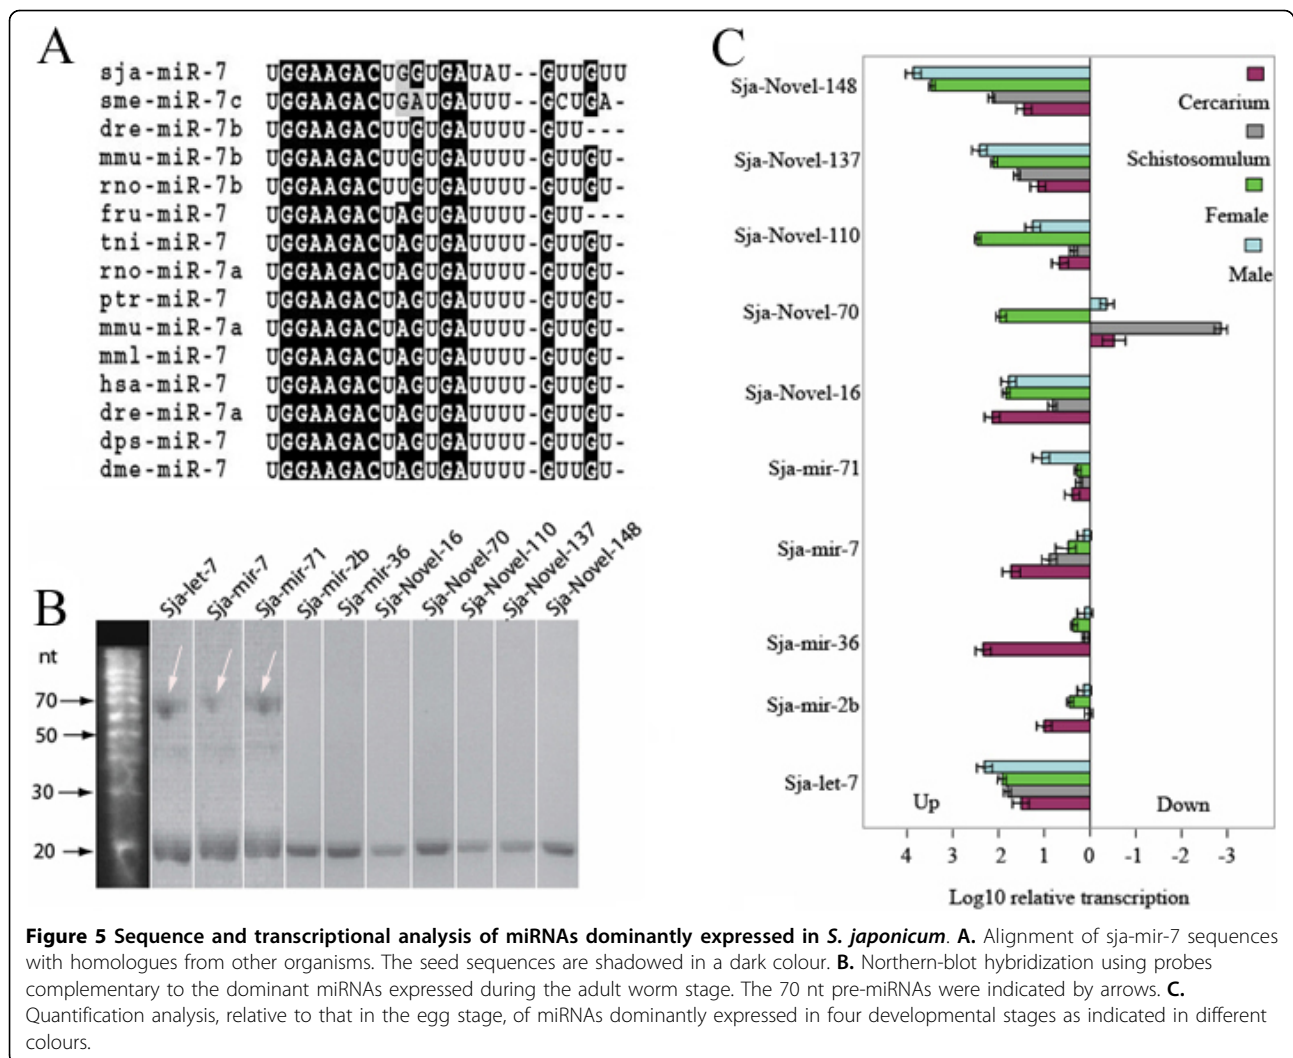 A
sja-miR-7 UGGAAGACUGGUGAUAU--GUUGUU
sme-miR-7c UGGAAGACUGAUGAUUU--GCUGA-
dre-miR-7b UGGAAGACUUGUGAUUUU-GUU---
mmu-miR-7b UGGAAGACUUGUGAUUUU-GUUGU-
rno-miR-7b UGGAAGACUUGUGAUUUU-GUUGU-
fru-miR-7 UGGAAGACUAGUGAUUUU-GUU---
tni-miR-7 UGGAAGACUAGUGAUUUU-GUUGU-
rno-miR-7a UGGAAGACUAGUGAUUUU-GUUGU-
ptr-miR-7 UGGAAGACUAGUGAUUUU-GUUGU-
mmu-miR-7a UGGAAGACUAGUGAUUUU-GUUGU-
mml-miR-7 UGGAAGACUAGUGAUUUU-GUUGU-
hsa-miR-7 UGGAAGACUAGUGAUUUU-GUUGU-
dre-miR-7a UGGAAGACUAGUGAUUUU-GUUGU-
dps-miR-7 UGGAAGACUAGUGAUUUU-GUUGU-
dme-miR-7 UGGAAGACUAGUGAUUUU-GUUGU-
B
Sja-let-7
Sja-mir-7
Sja-mir-71
Sja-mir-2b
Sja-mir-36
Sja-Novel-16
Sja-Novel-70
Sja-Novel-110
Sja-Novel-137
Sja-Novel-148
nt
70
50
30
20
C
Sja-Novel-148
Sja-Novel-137
Sja-Novel-110
Sja-Novel-70
Sja-Novel-16
Sja-mir-71
Sja-mir-7
Sja-mir-36
Sja-mir-2b
Sja-let-7
Cercarium
Schistosomulum
Female
Male
Up
Down
4 3 2 1 0 -1 -2 -3
Log10 relative transcription
Figure 5 Sequence and transcriptional analysis of miRNAs dominantly expressed in S. japonicum. A. Alignment of sja-mir-7 sequences
with homologues from other organisms. The seed sequences are shadowed in a dark colour. B. Northern-blot hybridization using probes
complementary to the dominant miRNAs expressed during the adult worm stage. The 70 nt pre-miRNAs were indicated by arrows. C.
Quantification analysis, relative to that in the egg stage, of miRNAs dominantly expressed in four developmental stages as indicated in different
colours.